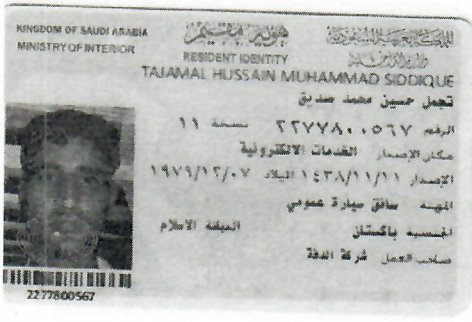 KINGDOM OF SAUDI ARABIA
MINISTRY OF INTERIOR
هوية مقيم
RESIDENT IDENTITY
المملكة العربية السعودية
وزارة الداخلية
TAJAMAL HUSSAIN MUHAMMAD SIDDIQUE
تجمل حسين محمد صديق
الرقم ٢٢٧٧٨٠٠٥٦٧ نسخة ١١
مكان الإصدار الخدمات الالكترونية
الإصدار ١٤٣٨/١١/١١ الميلاد ١٩٧٩/١٢/٠٧
المهنة سائق سيارة عمومي
الجنسية باكستان الديانة الاسلام
صاحب العمل شركة الدقة
2277800567